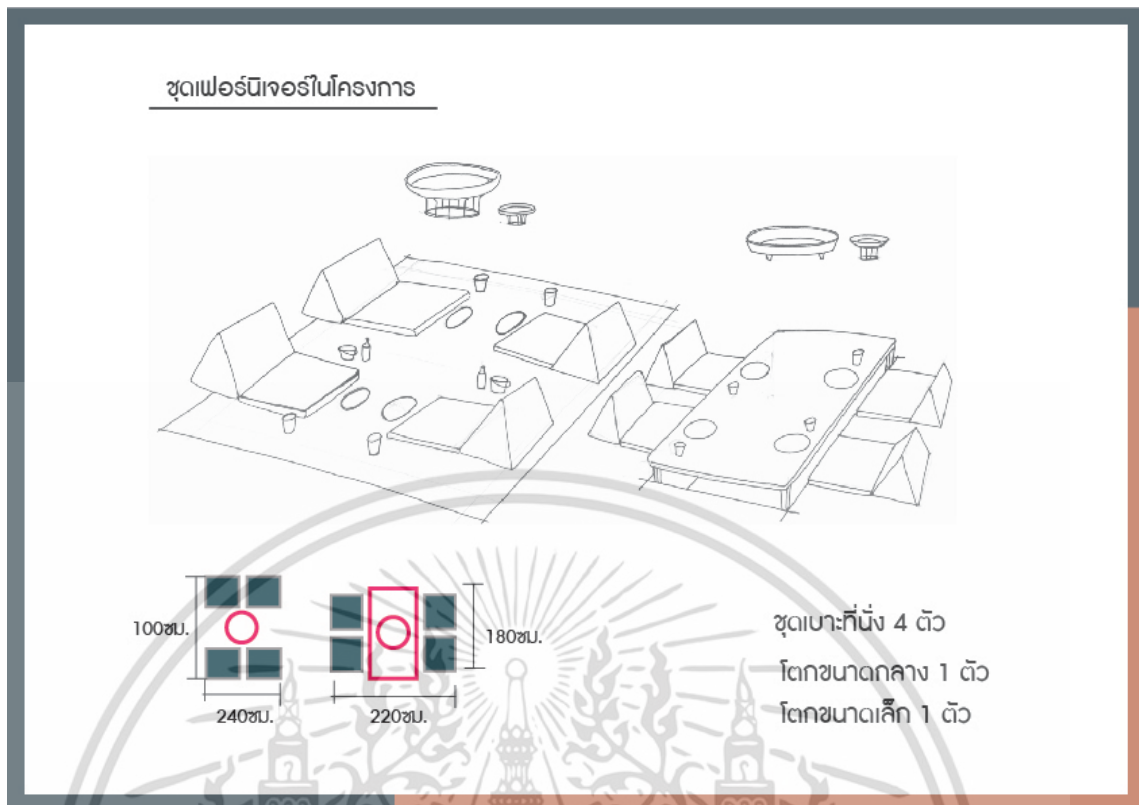 ชุดเฟอร์นิเจอร์ในโครงการ
100ซม.
240ซม.
180ซม.
220ซม.
ชุดเบาะที่นั่ง 4 ตัว
โตกขนาดกลาง 1 ตัว
โตกขนาดเล็ก 1 ตัว